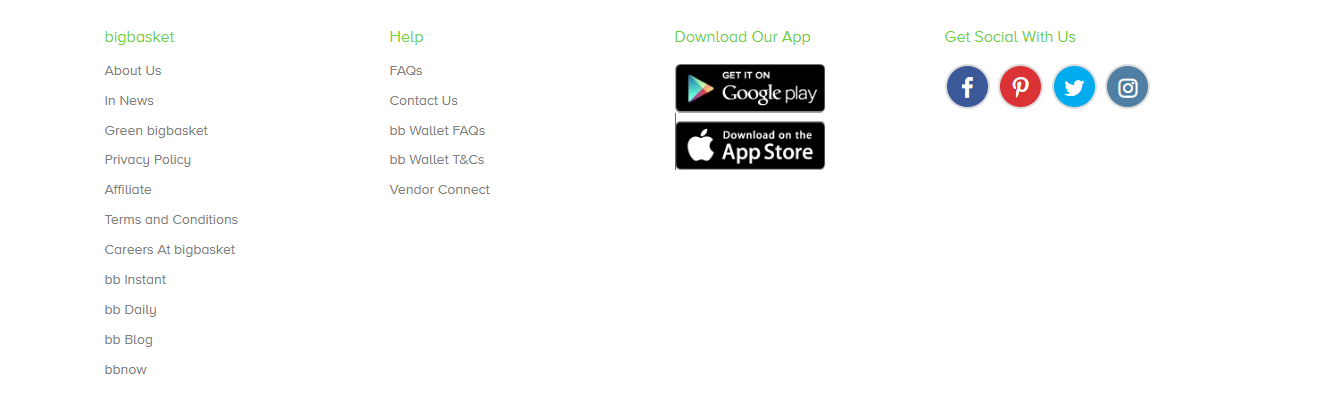 bigbasket
About Us
In News
Green bigbasket
Privacy Policy
Affiliate
Terms and Conditions
Careers At bigbasket
bb Instant
bb Daily
bb Blog
bbnow
Help
FAQs
Contact Us
bb Wallet FAQs
bb Wallet T&Cs
Vendor Connect
Download Our App
GET IT ON
Google play
Download on the
App Store
Get Social With Us